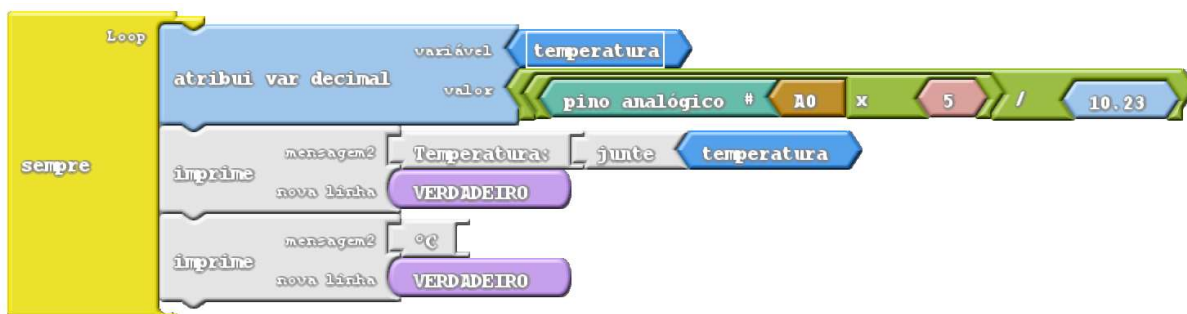 Loop
variável temperatura
atribui var decimal
valor pino analógico # A0 x 5 / 10.23
sempre
mensagem2 Temperatura: junte temperatura
imprime
nova linha VERDADEIRO
mensagem2 °C
imprime
nova linha VERDADEIRO